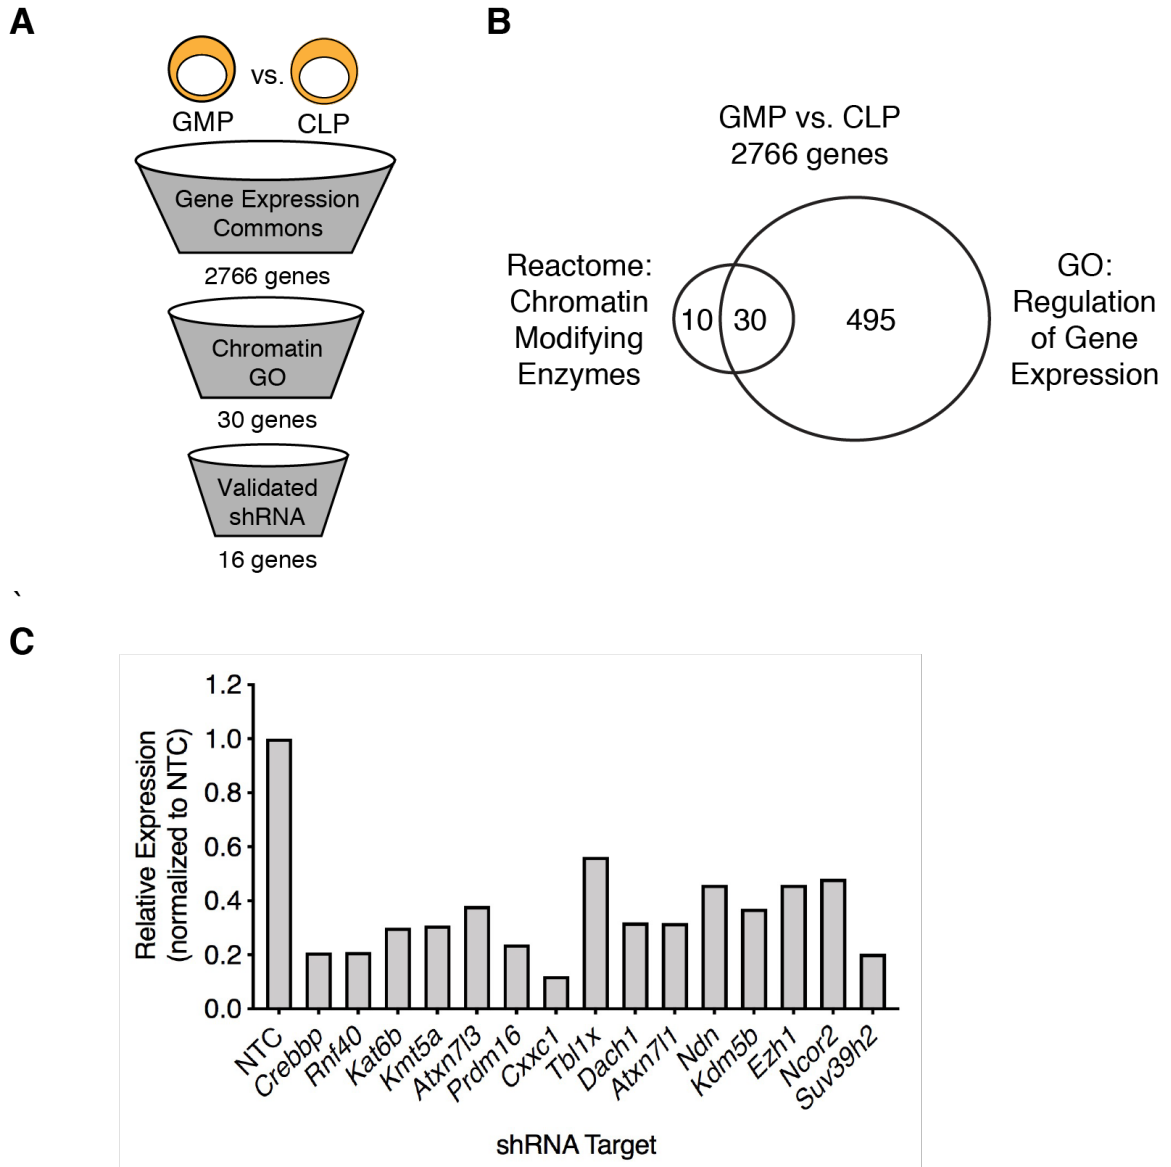 A
GMP vs. CLP
Gene Expression
Commons
2766 genes
Chromatin
GO
30 genes
Validated
shRNA
16 genes
B
GMP vs. CLP
2766 genes
Reactome:
Chromatin
Modifying
Enzymes
10 30 495
GO:
Regulation
of Gene
Expression
`
C
Relative Expression
(normalized to NTC)
1.2
1.0
0.8
0.6
0.4
0.2
0.0
NTC
Crebbp
Rnf40
Kat6b
Kmt5a
Atxn7l3
Prdm16
Cxxc1
Tbl1x
Dach1
Atxn7l1
Ndn
Kdm5b
Ezh1
Ncor2
Suv39h2
shRNA Target